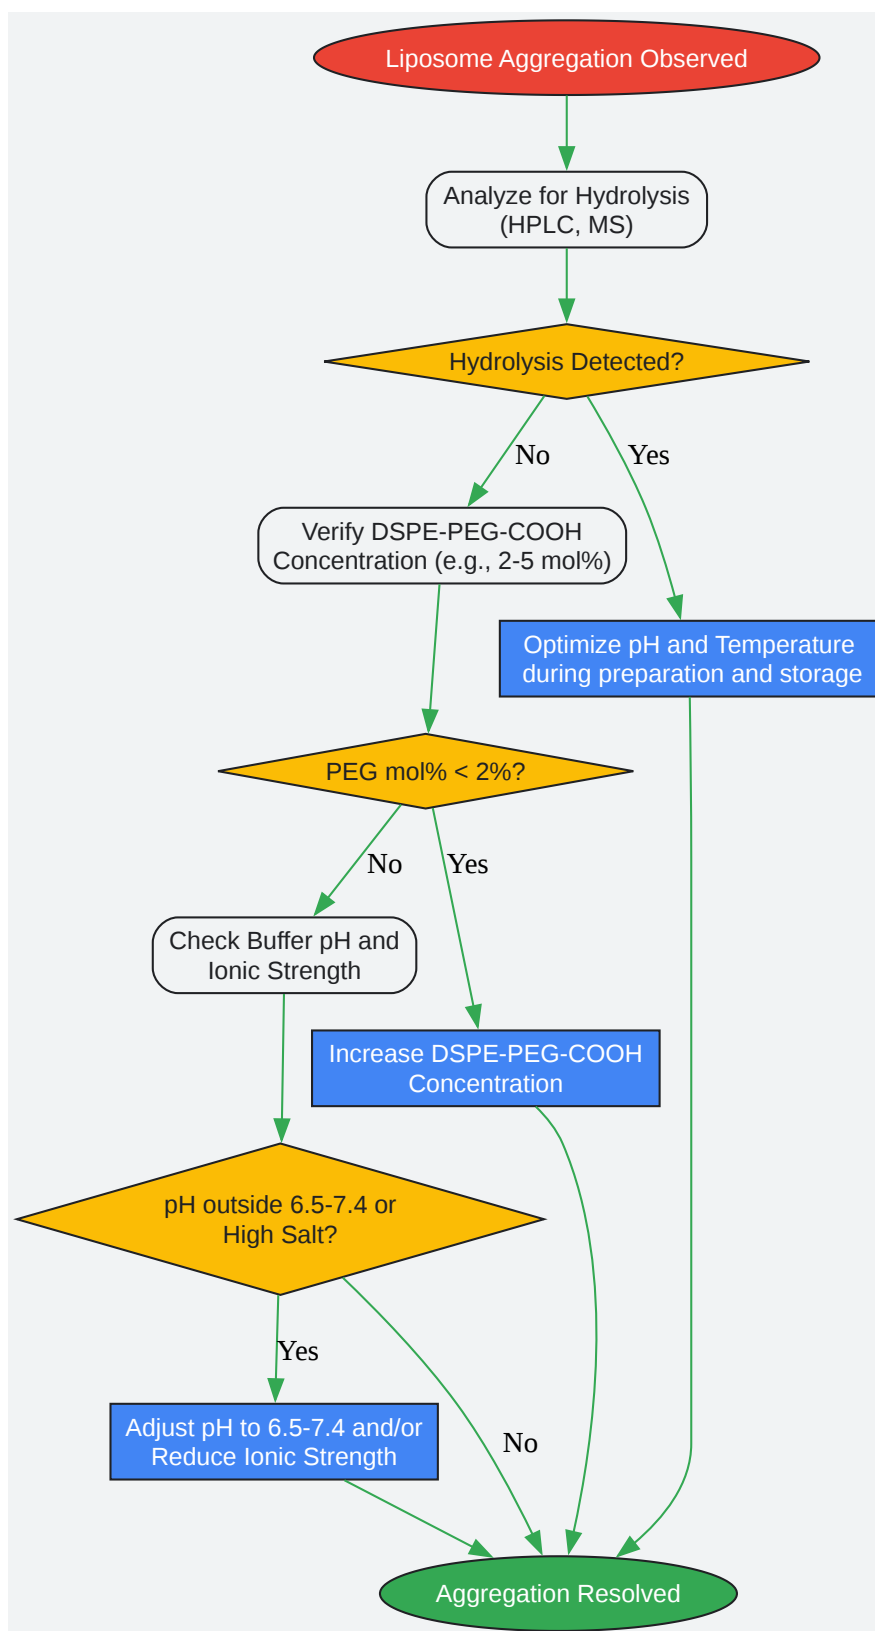 Liposome Aggregation Observed
Analyze for Hydrolysis
(HPLC, MS)
Hydrolysis Detected?
No
Yes
Verify DSPE-PEG-COOH
Concentration (e.g., 2-5 mol%)
Optimize pH and Temperature
during preparation and storage
PEG mol% < 2%?
No
Yes
Check Buffer pH and
Ionic Strength
Increase DSPE-PEG-COOH
Concentration
pH outside 6.5-7.4 or
High Salt?
Yes
No
Adjust pH to 6.5-7.4 and/or
Reduce Ionic Strength
Aggregation Resolved